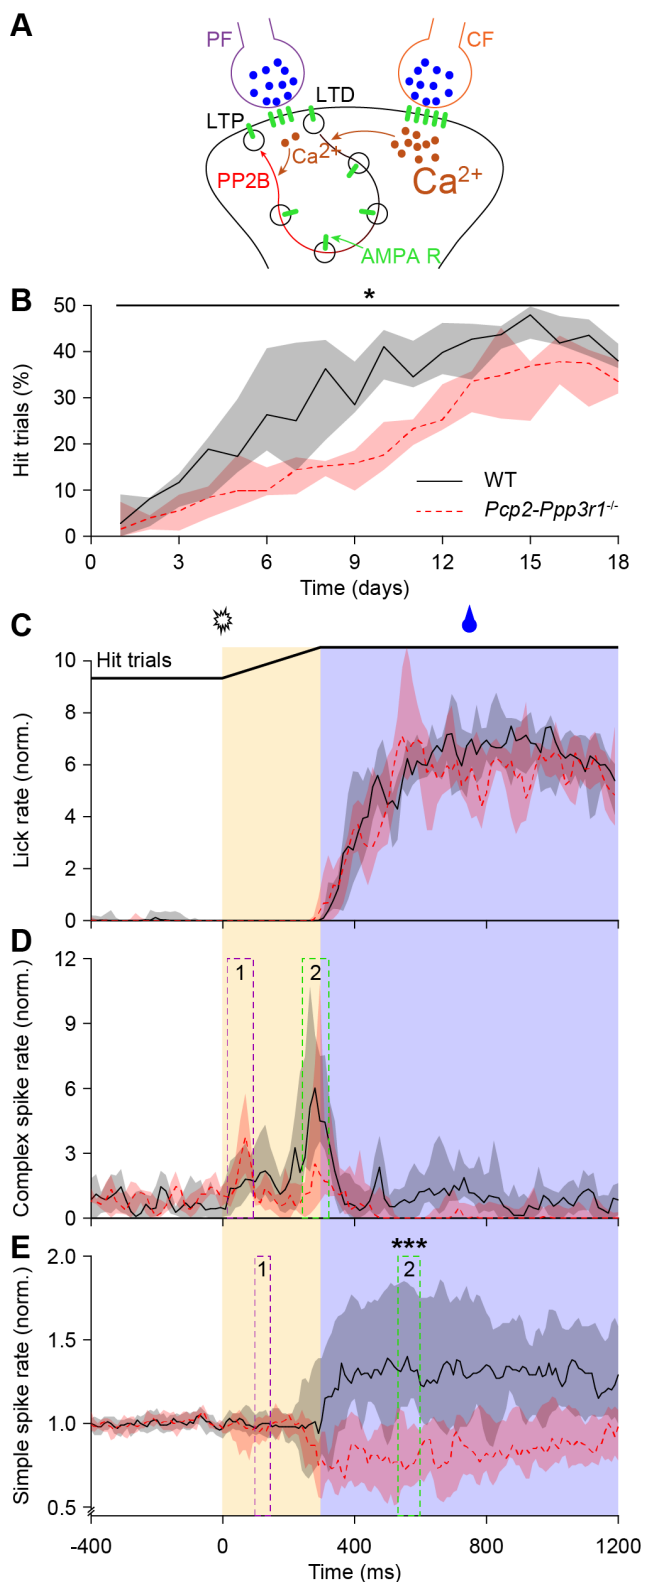 A
PF
CF
LTD
LTP
Ca2+
PP2B
Ca2+
AMPA R
B
*
50
40
30
20
10
0
Hit trials (%)
WT
Pcp2-Ppp3r1-/-
0 3 6 9 12 15 18
Time (days)
C
Hit trials
10
8
6
4
2
0
Lick rate (norm.)
D
12
9
6
3
0
Complex spike rate (norm.)
1
2
E
***
2.0
1.5
1.0
0.5
Simple spike rate (norm.)
1
2
-400 0 400 800 1200
Time (ms)